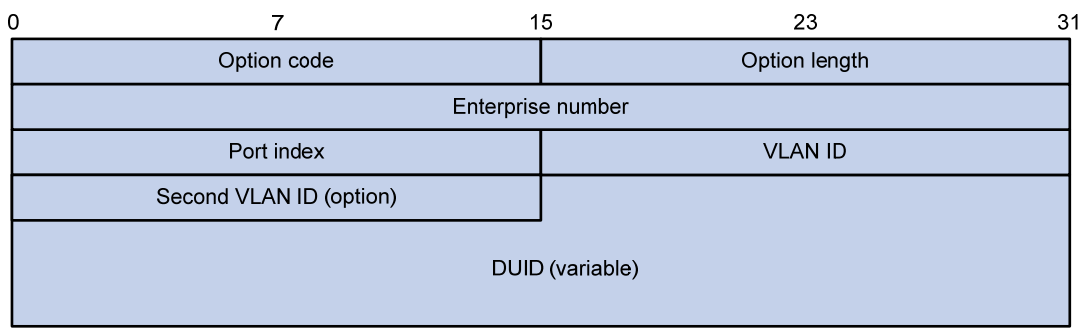 0 7 15 23 31
Option code Option length
Enterprise number
Port index VLAN ID
Second VLAN ID (option)
DUID (variable)